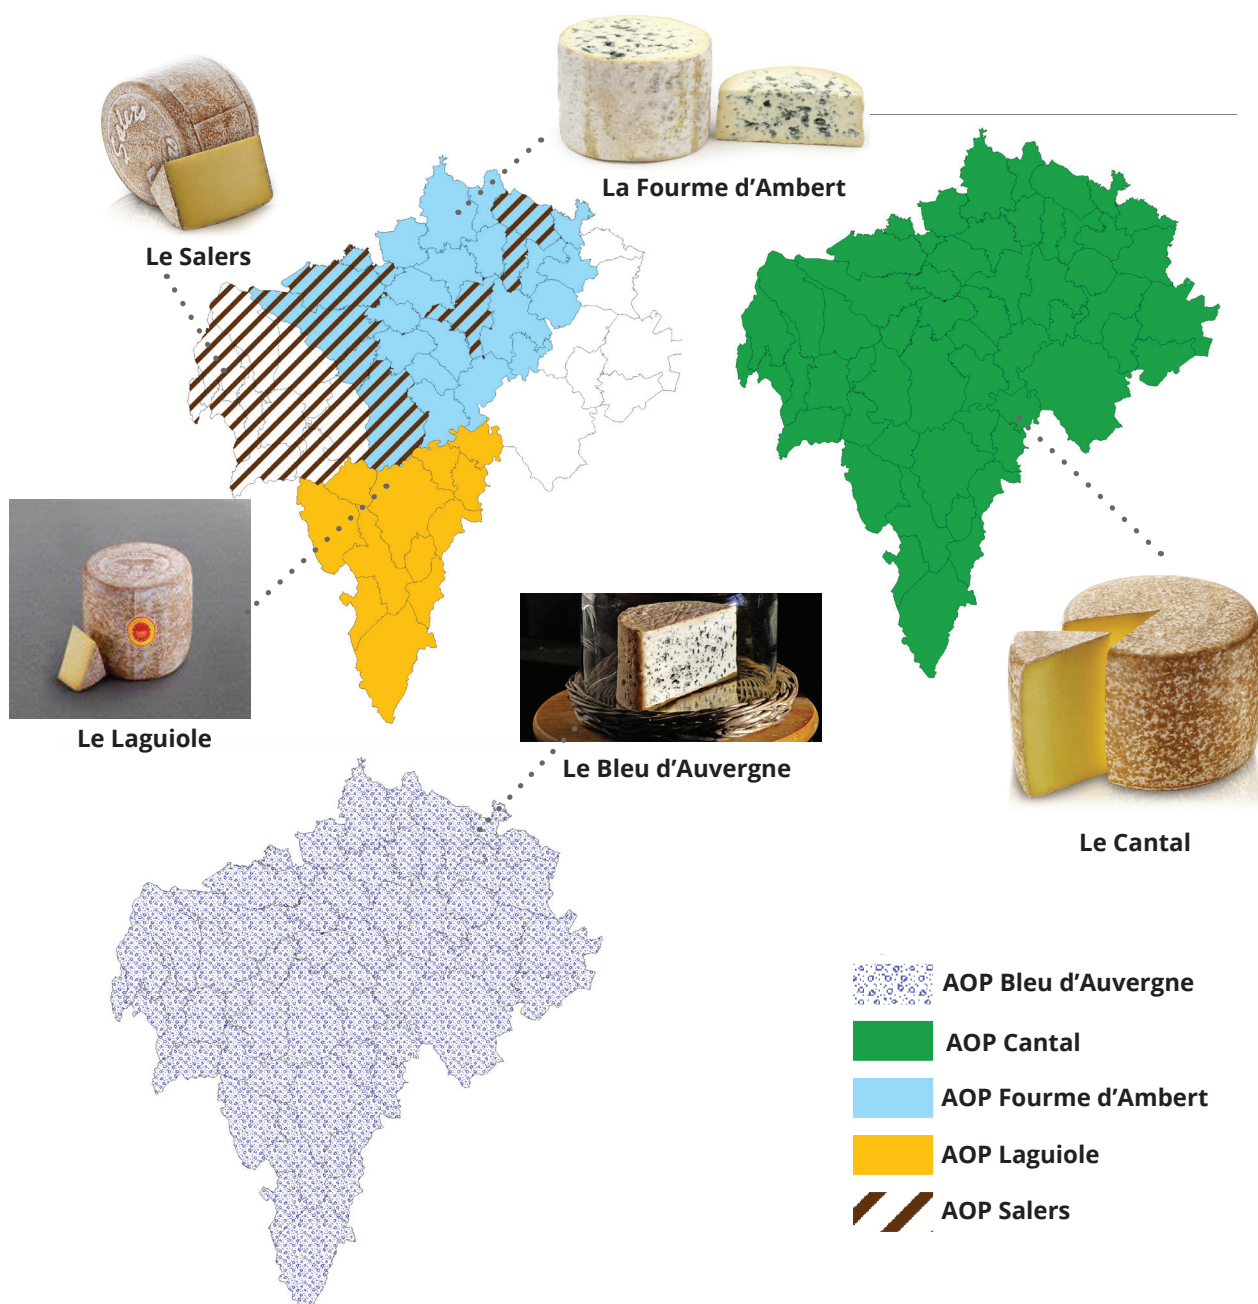 La Fourme d’Ambert
Salers
Le Salers
Le Laguiole
Le Bleu d’Auvergne
Le Cantal
AOP Bleu d’Auvergne
AOP Cantal
AOP Fourme d’Ambert
AOP Laguiole
AOP Salers